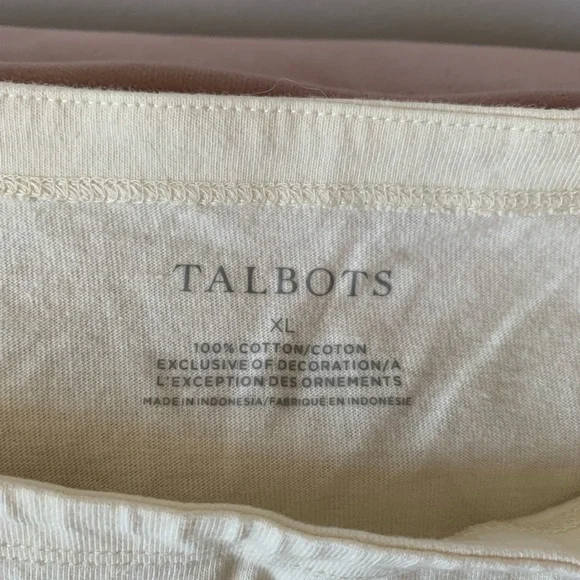 TALBOTS
XL
100% COTTON/COTON
EXCLUSIVE OF DECORATION/A
L'EXCEPTION DES ORNEMENTS
MADE IN INDONESIA/FABRIQUÉ EN INDONESIE